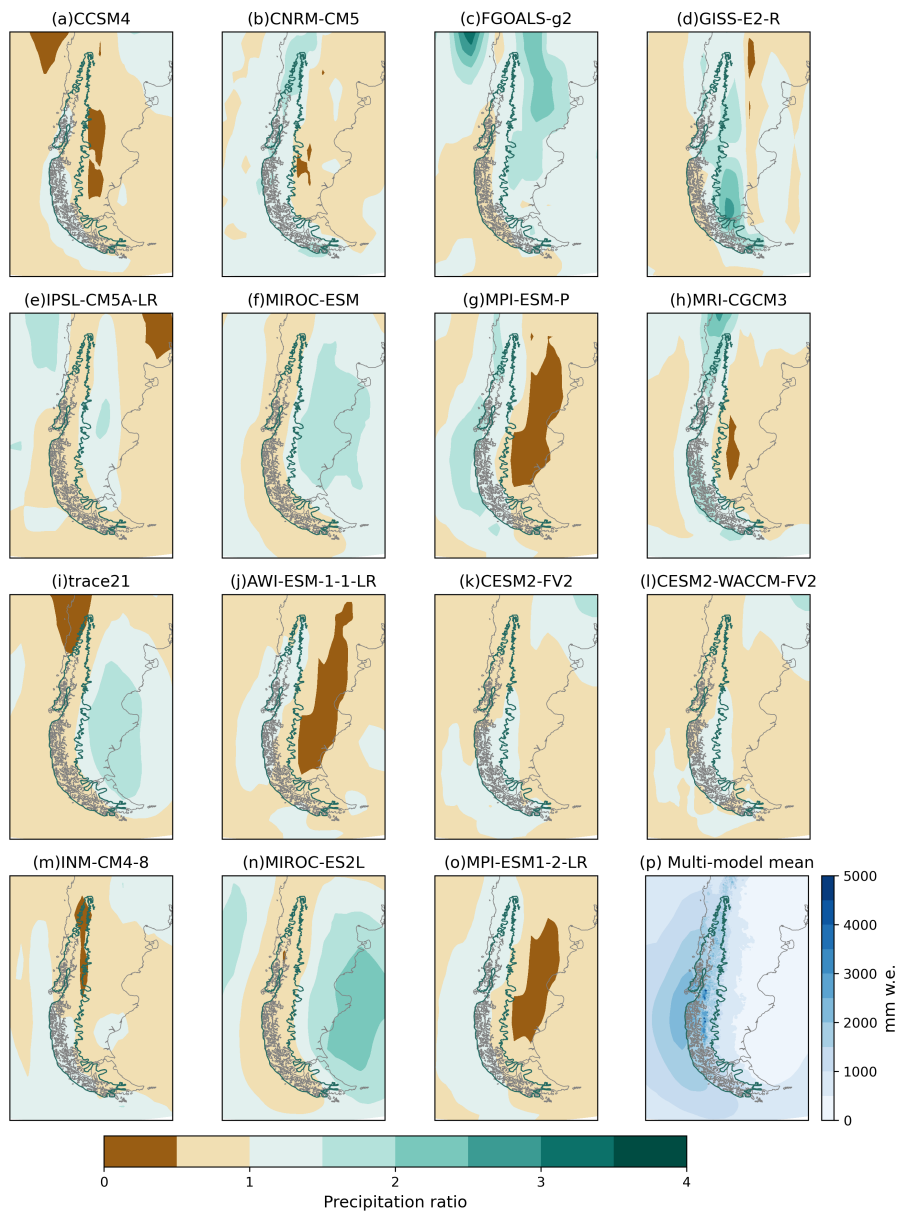 (a)CCSM4
(b)CNRM-CM5
(c)FGOALS-g2
(d)GISS-E2-R
(e)IPSL-CM5A-LR
(f)MIROC-ESM
(g)MPI-ESM-P
(h)MRI-CGCM3
(i)trace21
(j)AWI-ESM-1-1-LR
(k)CESM2-FV2
(l)CESM2-WACCM-FV2
(m)INM-CM4-8
(n)MIROC-ES2L
(o)MPI-ESM1-2-LR
(p) Multi-model mean
5000
4000
3000
2000
1000
0
mm w.e.
0 1 2 3 4
Precipitation ratio